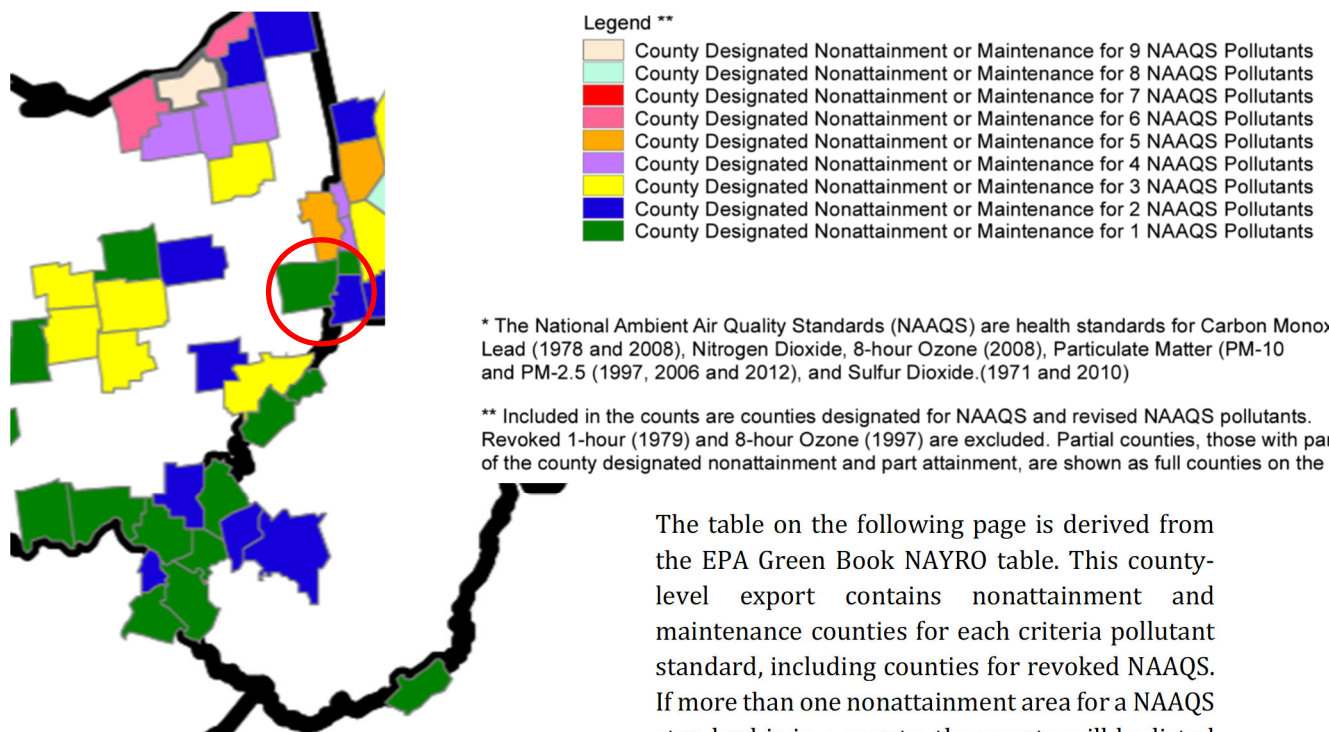 Legend **
County Designated Nonattainment or Maintenance for 9 NAAQS Pollutants
County Designated Nonattainment or Maintenance for 8 NAAQS Pollutants
County Designated Nonattainment or Maintenance for 7 NAAQS Pollutants
County Designated Nonattainment or Maintenance for 6 NAAQS Pollutants
County Designated Nonattainment or Maintenance for 5 NAAQS Pollutants
County Designated Nonattainment or Maintenance for 4 NAAQS Pollutants
County Designated Nonattainment or Maintenance for 3 NAAQS Pollutants
County Designated Nonattainment or Maintenance for 2 NAAQS Pollutants
County Designated Nonattainment or Maintenance for 1 NAAQS Pollutants
* The National Ambient Air Quality Standards (NAAQS) are health standards for Carbon Monox
Lead (1978 and 2008), Nitrogen Dioxide, 8-hour Ozone (2008), Particulate Matter (PM-10
and PM-2.5 (1997, 2006 and 2012), and Sulfur Dioxide.(1971 and 2010)
** Included in the counts are counties designated for NAAQS and revised NAAQS pollutants.
Revoked 1-hour (1979) and 8-hour Ozone (1997) are excluded. Partial counties, those with par
of the county designated nonattainment and part attainment, are shown as full counties on the
The table on the following page is derived from
the EPA Green Book NAYRO table. This county-
level export contains nonattainment and
maintenance counties for each criteria pollutant
standard, including counties for revoked NAAQS.
If more than one nonattainment area for a NAAQS